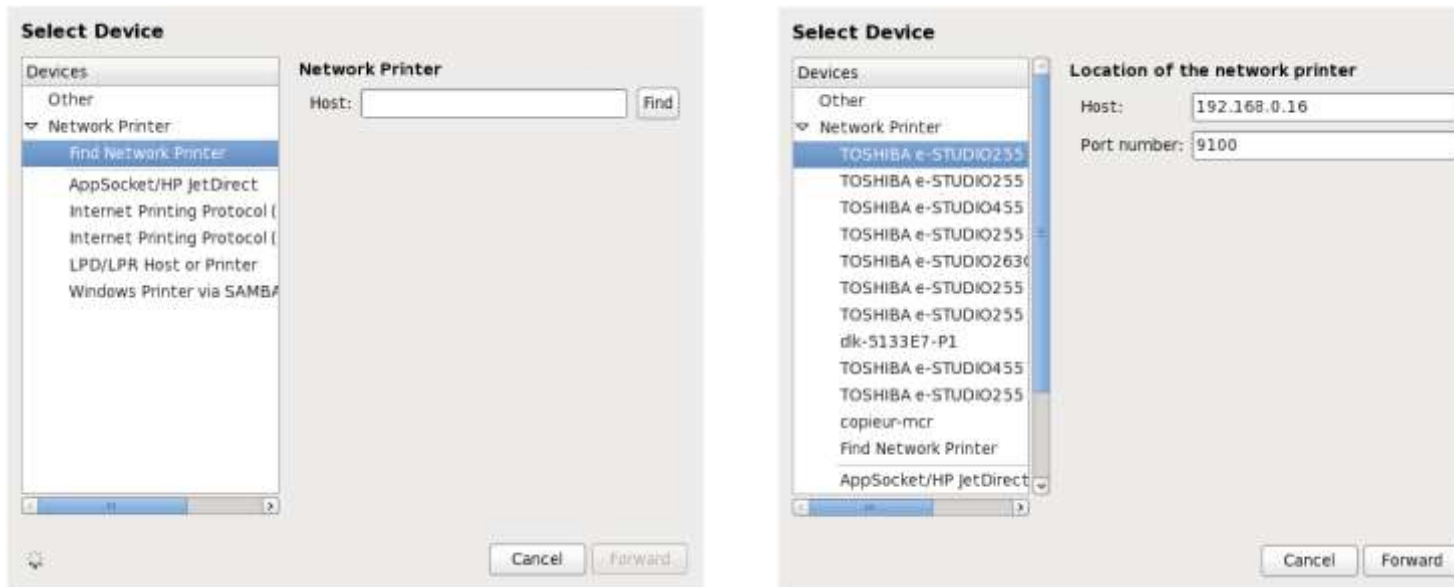 Select Device
Devices
Other
Network Printer
Find Network Printer
AppSocket/HP JetDirect
Internet Printing Protocol (
Internet Printing Protocol (
LPD/LPR Host or Printer
Windows Printer via SAMBA
Network Printer
Host:
Find
Cancel
Forward
Select Device
Devices
Other
Network Printer
TOSHIBA e-STUDIO255
TOSHIBA e-STUDIO255
TOSHIBA e-STUDIO455
TOSHIBA e-STUDIO255
TOSHIBA e-STUDIO263
TOSHIBA e-STUDIO255
TOSHIBA e-STUDIO255
dlk-5133E7-P1
TOSHIBA e-STUDIO455
TOSHIBA e-STUDIO255
copieur-mcr
Find Network Printer
AppSocket/HP JetDirect
Location of the network printer
Host: 192.168.0.16
Port number: 9100
Cancel
Forward